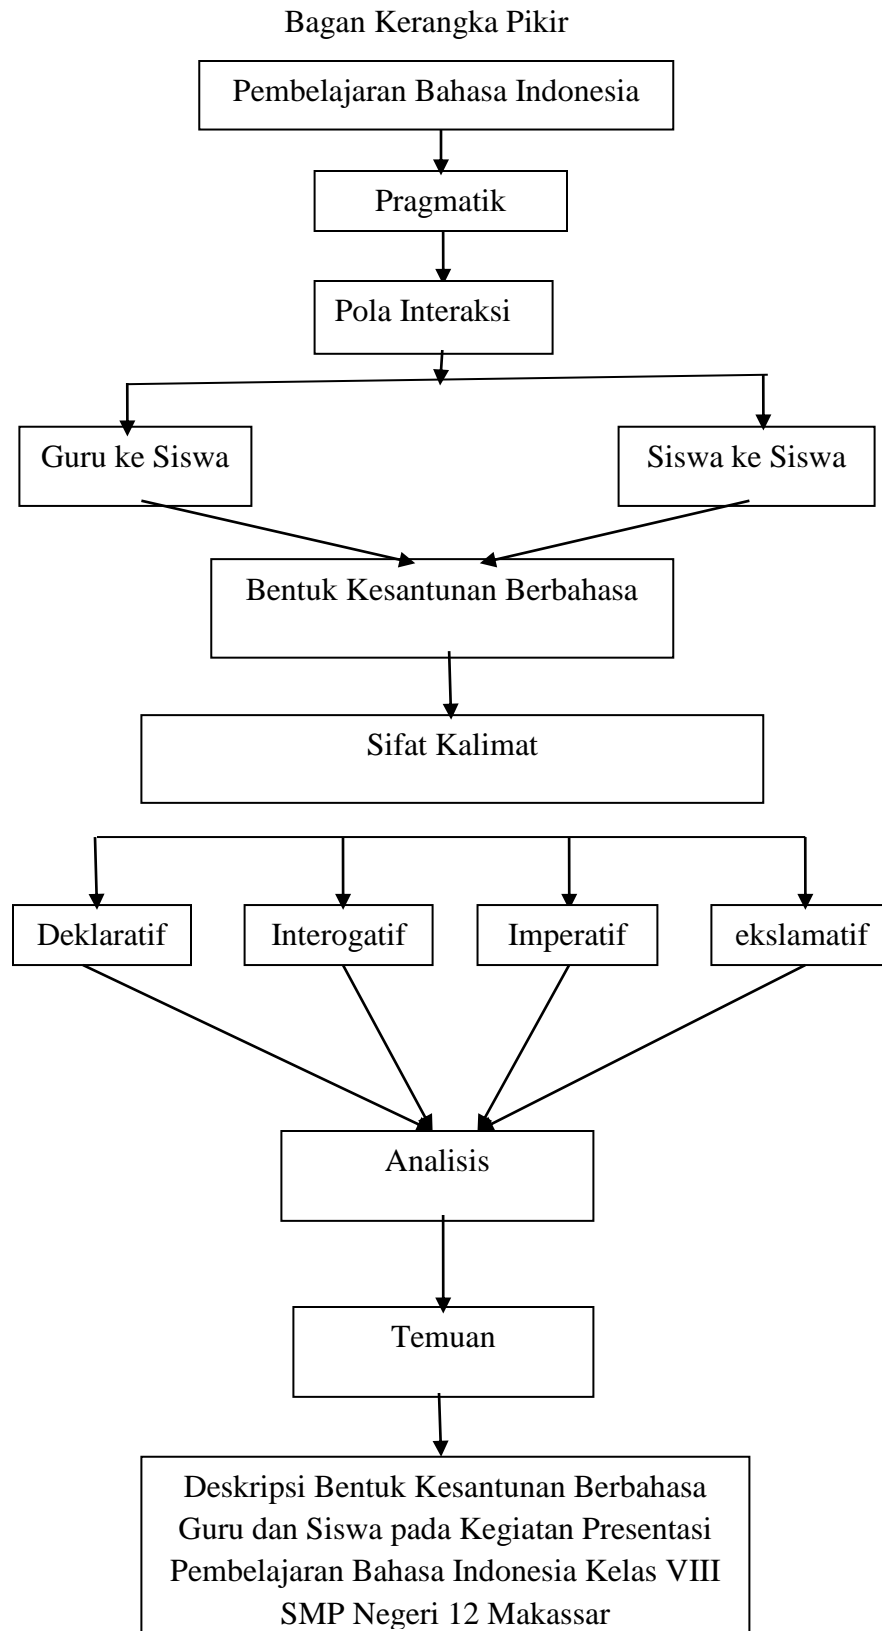 Bagan Kerangka Pikir
Pembelajaran Bahasa Indonesia
Pragmatik
Pola Interaksi
Guru ke Siswa
Siswa ke Siswa
Bentuk Kesantunan Berbahasa
Sifat Kalimat
Deklaratif
Interogatif
Imperatif
ekslamatif
Analisis
Temuan
Deskripsi Bentuk Kesantunan Berbahasa
Guru dan Siswa pada Kegiatan Presentasi
Pembelajaran Bahasa Indonesia Kelas VIII
SMP Negeri 12 Makassar